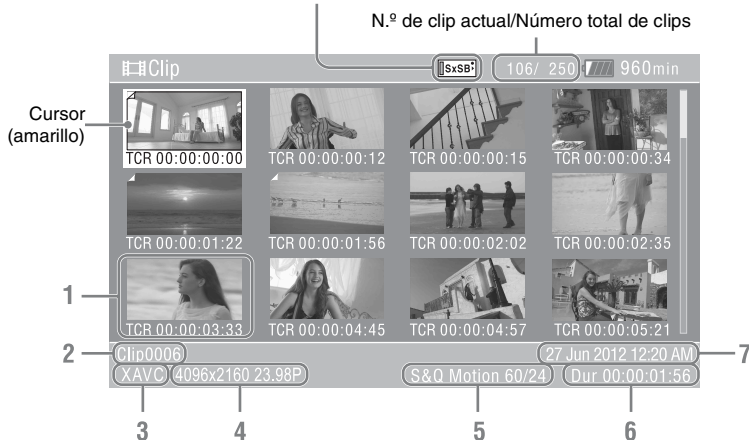 N.º de clip actual/Número total de clips
Clip
SxS B
106/ 250
960min
Cursor
(amarillo)
TCR 00:00:00:00
TCR 00:00:00:12
TCR 00:00:00:15
TCR 00:00:00:34
TCR 00:00:01:22
TCR 00:00:01:56
TCR 00:00:02:02
TCR 00:00:02:35
1
TCR 00:00:03:33
TCR 00:00:04:45
TCR 00:00:04:57
TCR 00:00:05:21
2
Clip0006
27 Jun 2012 12:20 AM
7
XAVC
4096x2160 23.98P
S&Q Motion 60/24
Dur 00:00:01:56
3
4
5
6